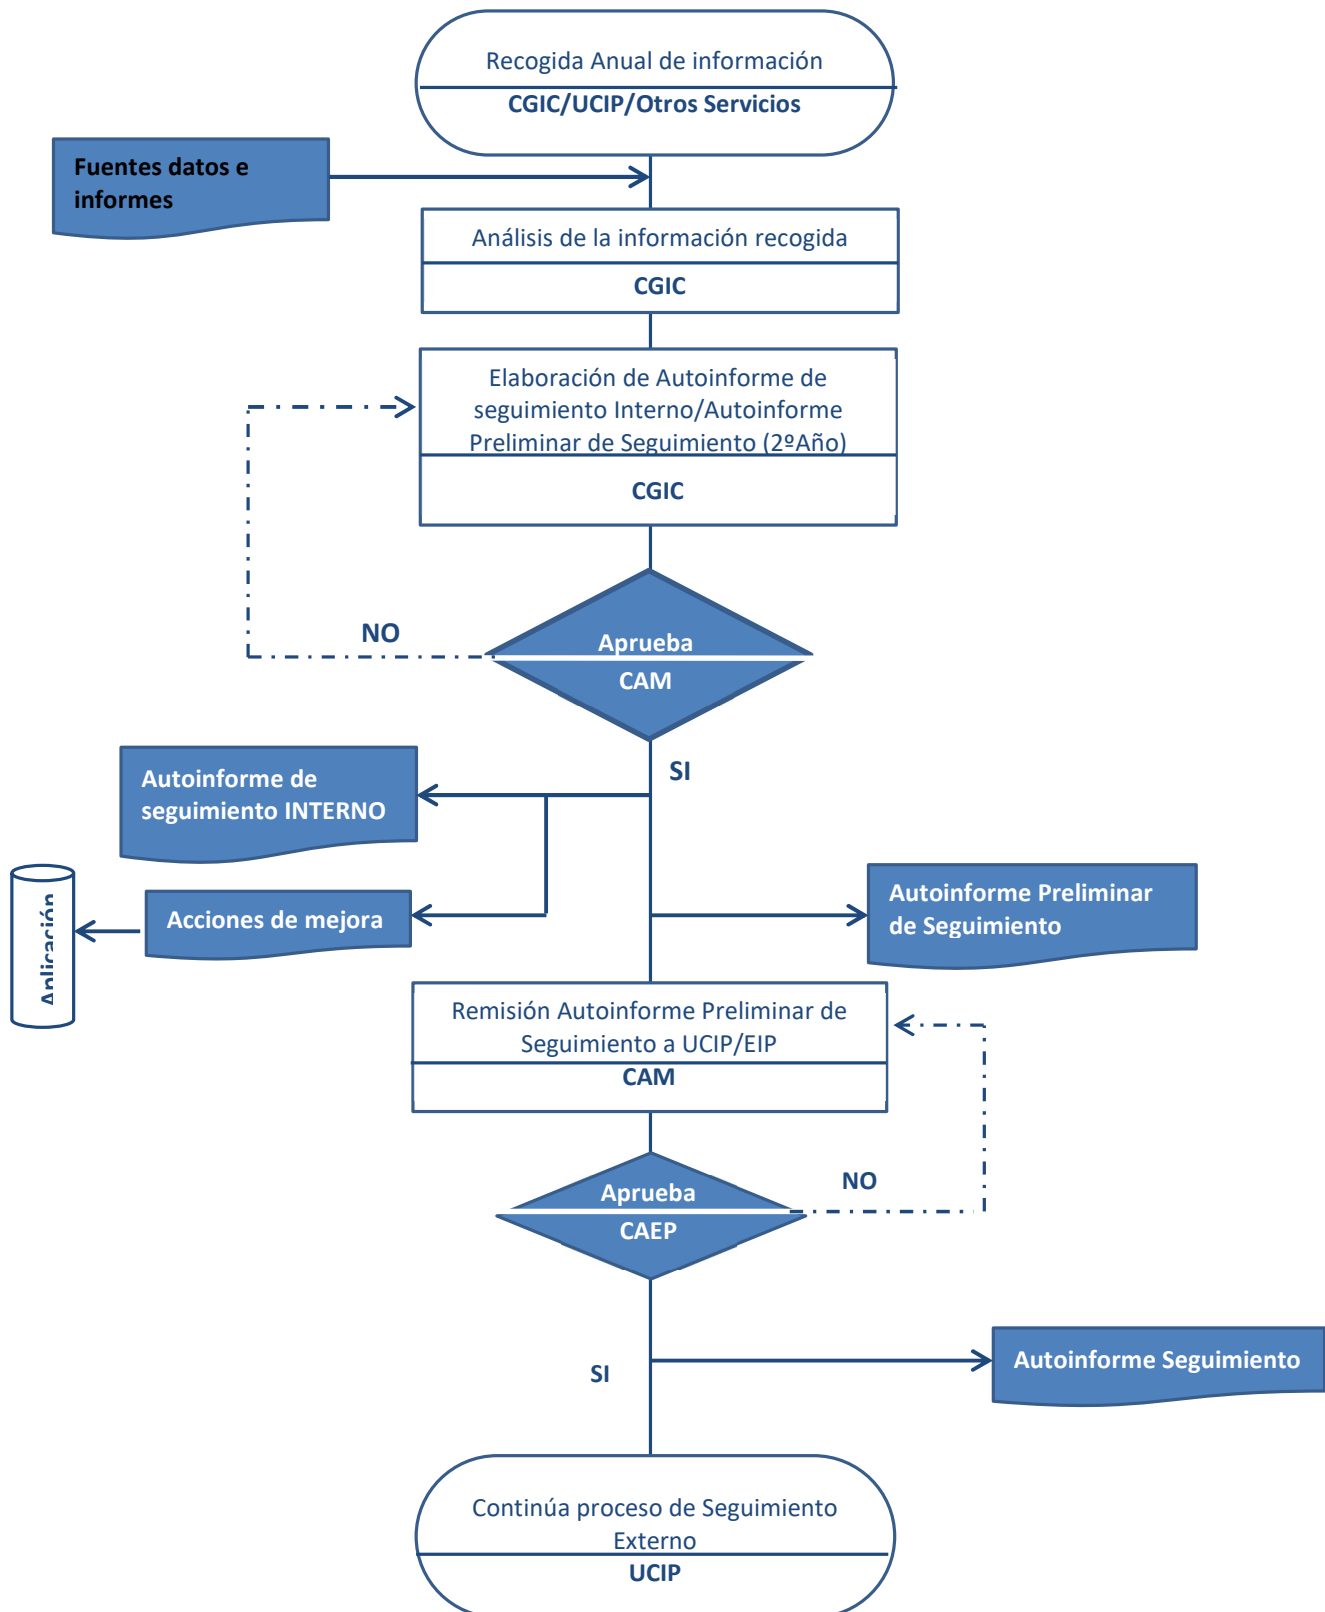 Recogida Anual de información
CGIC/UCIP/Otros Servicios
Fuentes datos e
informes
Análisis de la información recogida
CGIC
Elaboración de Autoinforme de
seguimiento Interno/Autoinforme
Preliminar de Seguimiento (2ºAño)
CGIC
NO
Aprueba
CAM
SI
Autoinforme de
seguimiento INTERNO
Aplicación
Acciones de mejora
Autoinforme Preliminar
de Seguimiento
Remisión Autoinforme Preliminar de
Seguimiento a UCIP/EIP
CAM
Aprueba
CAEP
NO
SI
Autoinforme Seguimiento
Continúa proceso de Seguimiento
Externo
UCIP